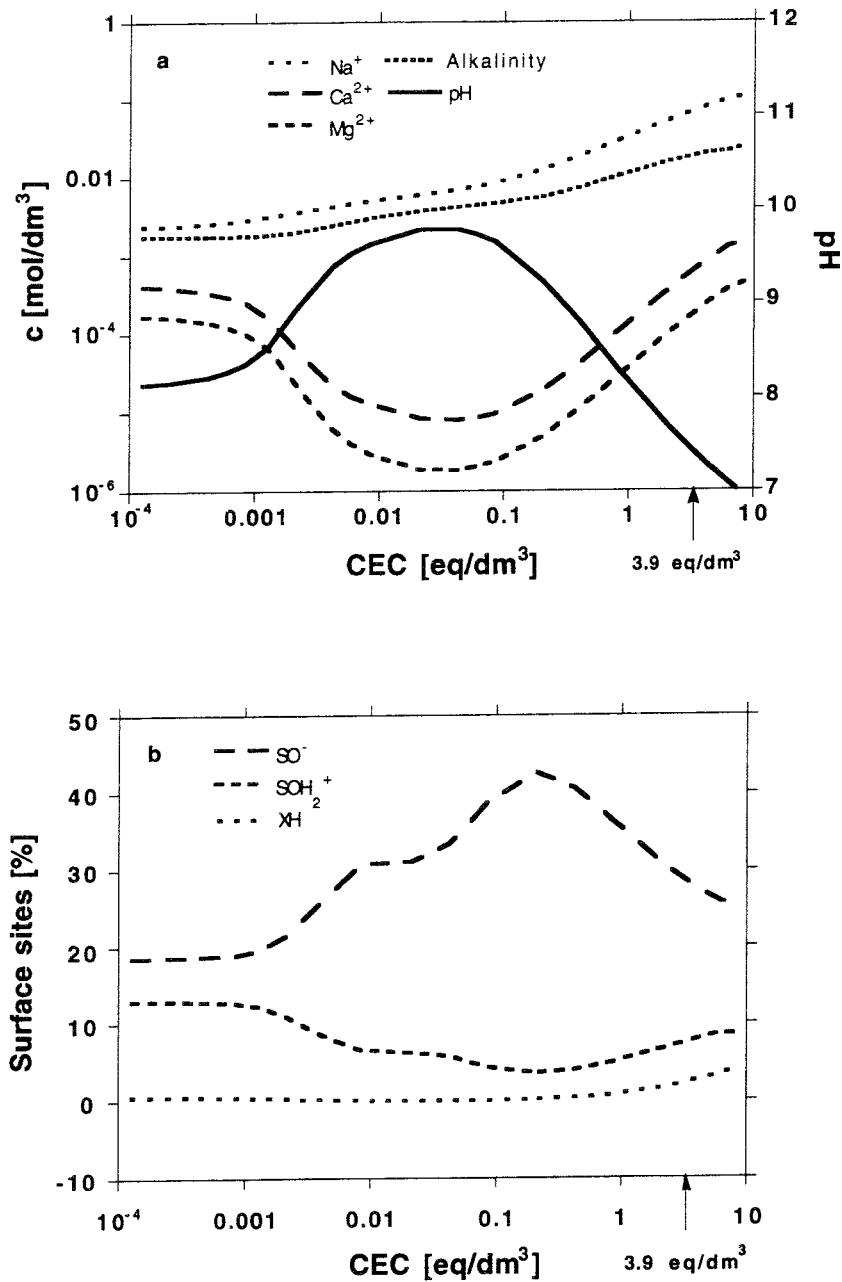 1
12
a
Na+ Alkalinity
Ca2+ pH
Mg2+
11
0.01
10
c [mol/dm3]
pH
9
10-4
8
10-6
7
10-4 0.001 0.01 0.1 1 10
CEC [eq/dm3]
3.9 eq/dm3
50
b
SO-
SOH2+
XH
40
30
20
10
0
-10
Surface sites [%]
10-4 0.001 0.01 0.1 1 10
CEC [eq/dm3]
3.9 eq/dm3